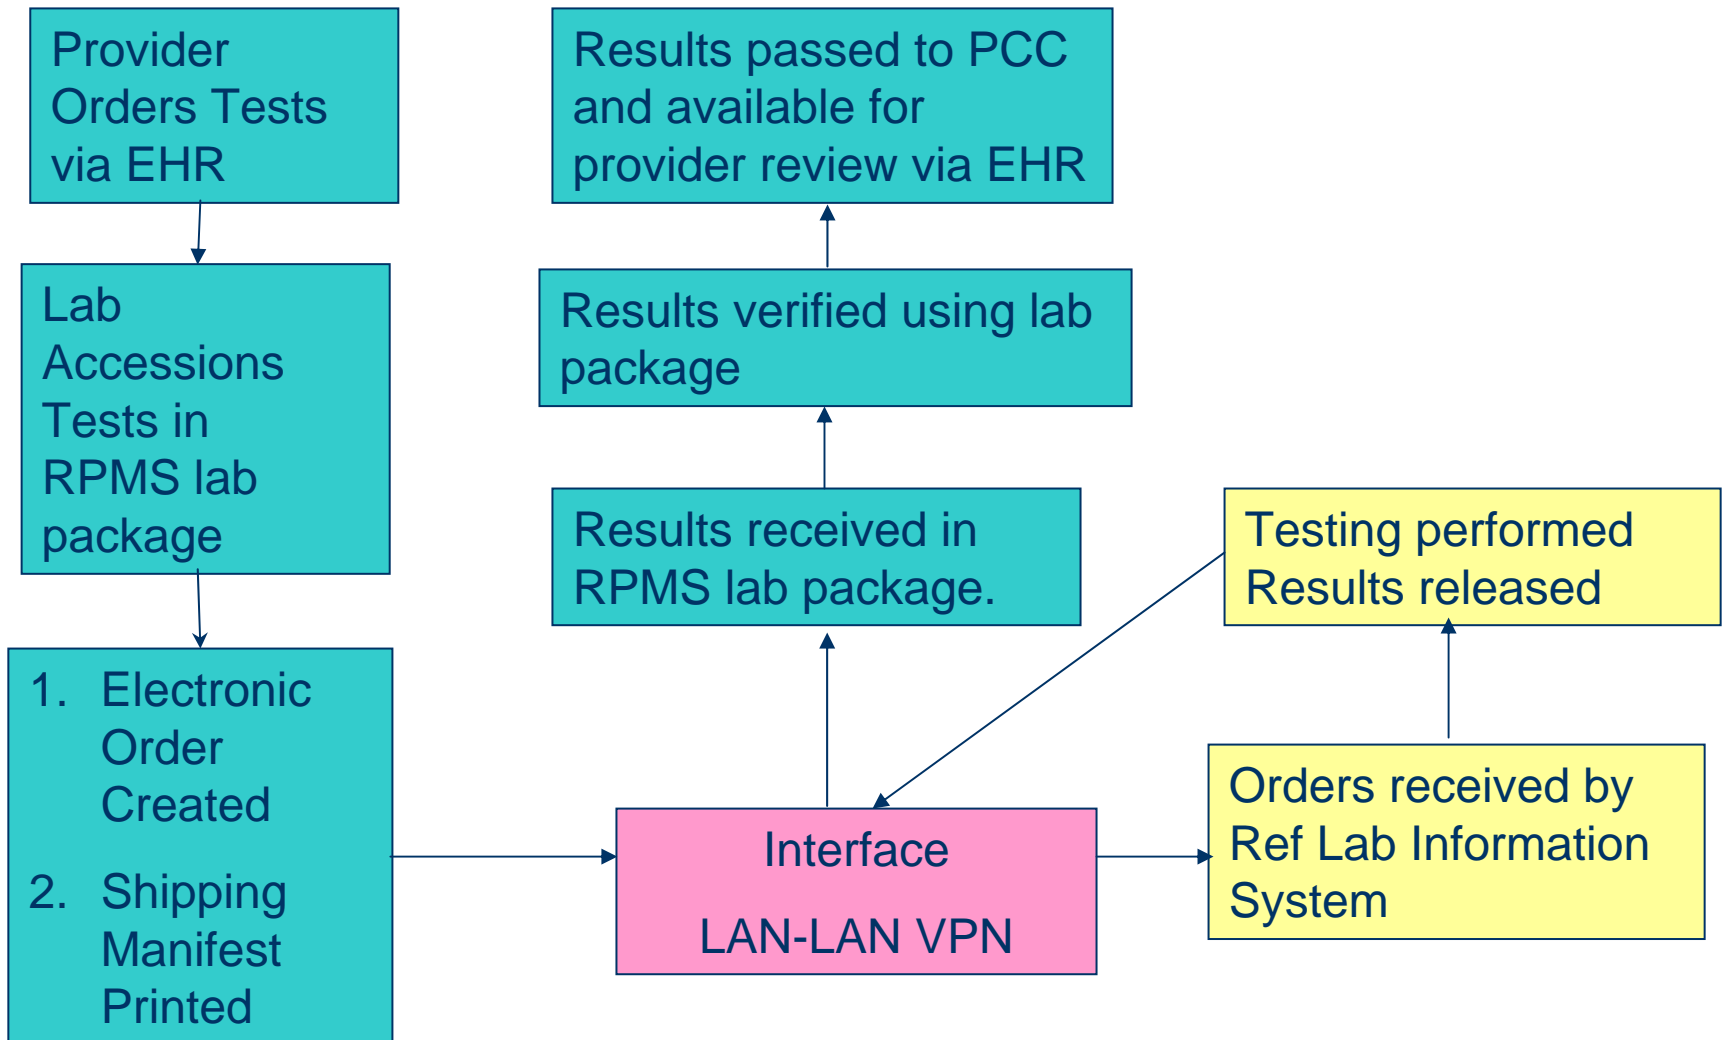 Provider
Orders Tests
via EHR
Lab
Accessions
Tests in
RPMS lab
package
1. Electronic
Order
Created
2. Shipping
Manifest
Printed
Results passed to PCC
and available for
provider review via EHR
Results verified using lab
package
Results received in
RPMS lab package.
Interface
LAN-LAN VPN
Testing performed
Results released
Orders received by
Ref Lab Information
System